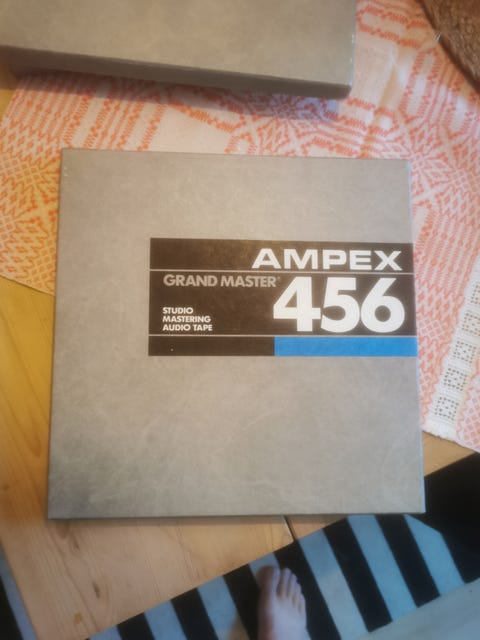 AMPEX
GRAND MASTER®
456
STUDIO
MASTERING
AUDIO TAPE